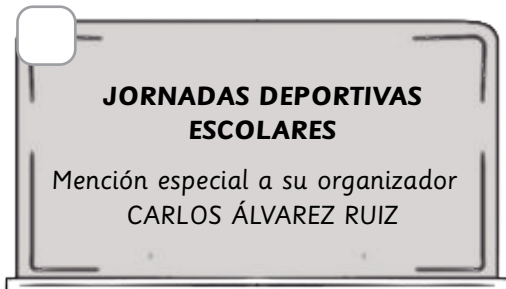 JORNADAS DEPORTIVAS
ESCOLARES
Mención especial a su organizador
CARLOS ÁLVAREZ RUIZ